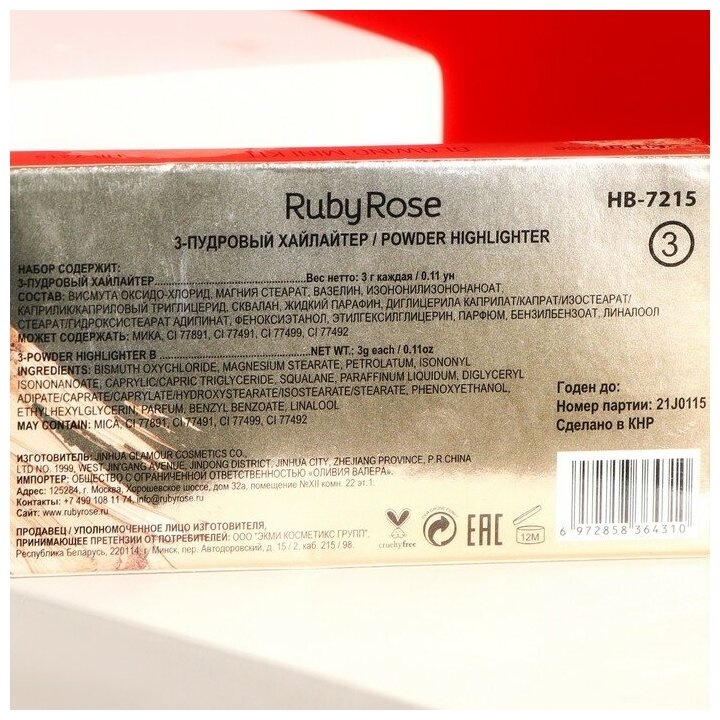 GLOWING MINI KIT
RubyRose
HB-7215
3-ПУДРОВЫЙ ХАЙЛАЙТЕР / POWDER HIGHLIGHTER
3
НАБОР СОДЕРЖИТ:
3-ПУДРОВЫЙ ХАЙЛАЙТЕР........Вес нетто: 3 г каждая / 0.11 ун
СОСТАВ: ВИСМУТА ОКСИДО-ХЛОРИД, МАГНИЯ СТЕАРАТ, ВАЗЕЛИН, ИЗОНОНИЛИЗОНОНАНОАТ,
КАПРИЛИК/КАПРИЛОВЫЙ ТРИГЛИЦЕРИД, СКВАЛАН, ЖИДКИЙ ПАРАФИН, ДИГЛИЦЕРИЛА КАПРИЛАТ/КАПРАТ/ИЗОСТЕАРАТ/
СТЕАРАТ/ГИДРОКСИСТЕАРАТ АДИПИНАТ, ФЕНОКСИЭТАНОЛ, ЭТИЛГЕКСИЛГЛИЦЕРИН, ПАРФЮМ, БЕНЗИЛБЕНЗОАТ, ЛИНАЛООЛ
МОЖЕТ СОДЕРЖАТЬ: МИКА, CI 77891, CI 77491, CI 77499, CI 77492
3-POWDER HIGHLIGHTER B ........NET WT.: 3g each / 0.11oz
INGREDIENTS: BISMUTH OXYCHLORIDE, MAGNESIUM STEARATE, PETROLATUM, ISONONYL
ISONONANOATE, CAPRYLIC/CAPRIC TRIGLYCERIDE, SQUALANE, PARAFFINUM LIQUIDUM, DIGLYCERYL
ADIPATE/CAPRATE/CAPRYLATE/HYDROXYSTEARATE/ISOSTEARATE/STEARATE, PHENOXYETHANOL,
ETHYLHEXYLGLYCERIN, PARFUM, BENZYL BENZOATE, LINALOOL
MAY CONTAIN: MICA, CI 77891, CI 77491, CI 77499, CI 77492
Годен до:
Номер партии: 21J0115
Сделано в КНР
ИЗГОТОВИТЕЛЬ: JINHUA GLAMOUR COSMETICS CO.,
LTD NO. 1999, WEST JIN'GANG AVENUE, JINDONG DISTRICT, JINHUA CITY, ZHEJIANG PROVINCE, P.R.CHINA
ИМПОРТЕР: ОБЩЕСТВО С ОГРАНИЧЕННОЙ ОТВЕТСТВЕННОСТЬЮ "ОЛИВИЯ ВАЛЕРА".
Адрес: 125284, г. Москва, Хорошевское шоссе, дом 32а, помещение №XII комн. 22 эт.1.
Контакты: +7 499 108 11 74, info@rubyrose.ru
Сайт: www.rubyrose.ru
ПРОДАВЕЦ / УПОЛНОМОЧЕННОЕ ЛИЦО ИЗГОТОВИТЕЛЯ,
ПРИНИМАЮЩЕЕ ПРЕТЕНЗИИ ОТ ПОТРЕБИТЕЛЕЙ: ООО "ЭКМИ КОСМЕТИКС ГРУПП",
Республика Беларусь, 220114, г. Минск, пер. Автодоровский, д. 15 / 2, каб. 215 / 98.
crueltyfree
EAC
12M
6 972858 364310